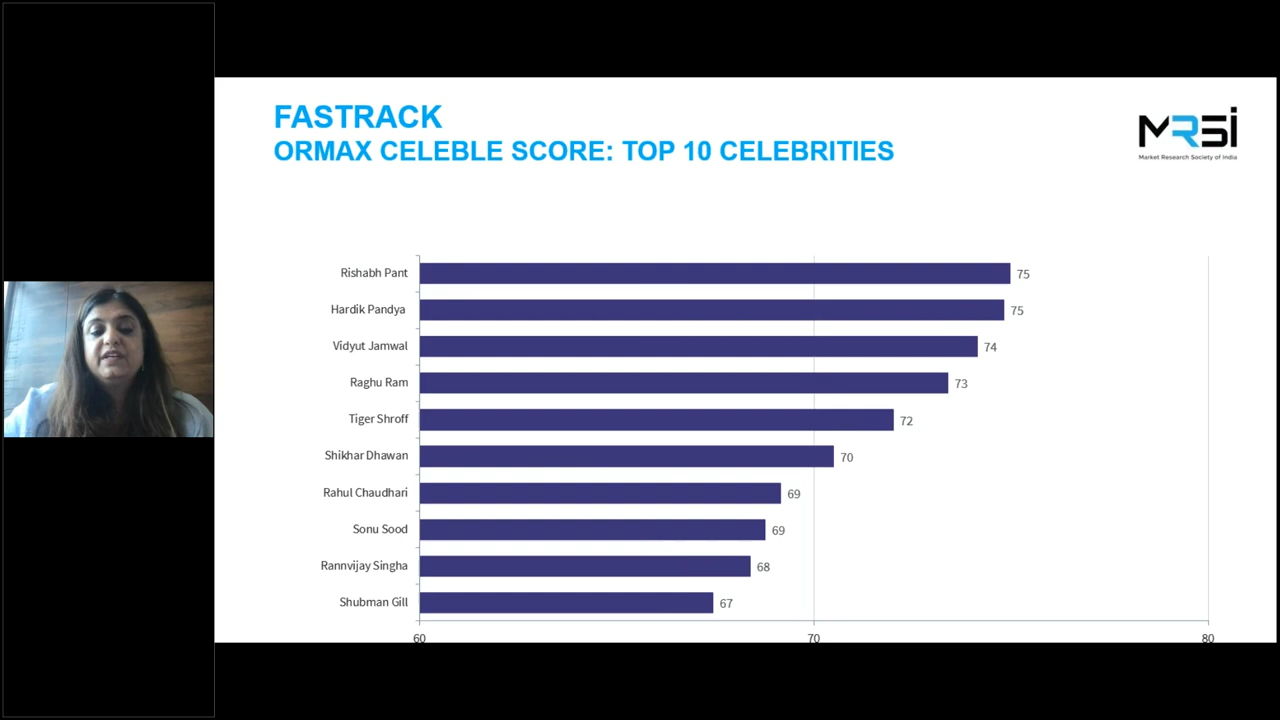 FASTRACK
ORMAX CELEBLE SCORE: TOP 10 CELEBRITIES
MRSI
Market Research Society of India
Rishabh Pant 75
Hardik Pandya 75
Vidyut Jamwal 74
Raghu Ram 73
Tiger Shroff 72
Shikhar Dhawan 70
Rahul Chaudhari 69
Sonu Sood 69
Rannvijay Singha 68
Shubman Gill 67
60 70 80